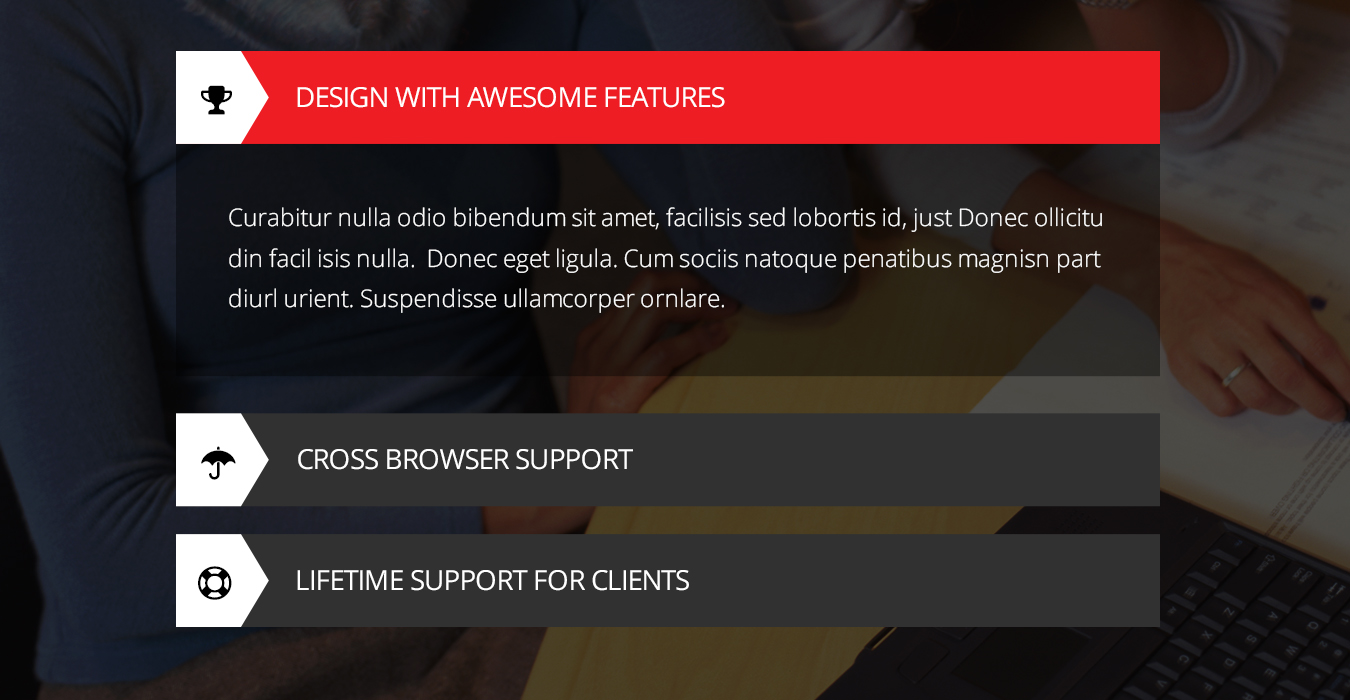 DESIGN WITH AWESOME FEATURES
Curabitur nulla odio bibendum sit amet, facilisis sed lobortis id, just Donec ollicitu
din facil isis nulla.  Donec eget ligula. Cum sociis natoque penatibus magnisn part
diurl urient. Suspendisse ullamcorper ornlare.
CROSS BROWSER SUPPORT
LIFETIME SUPPORT FOR CLIENTS